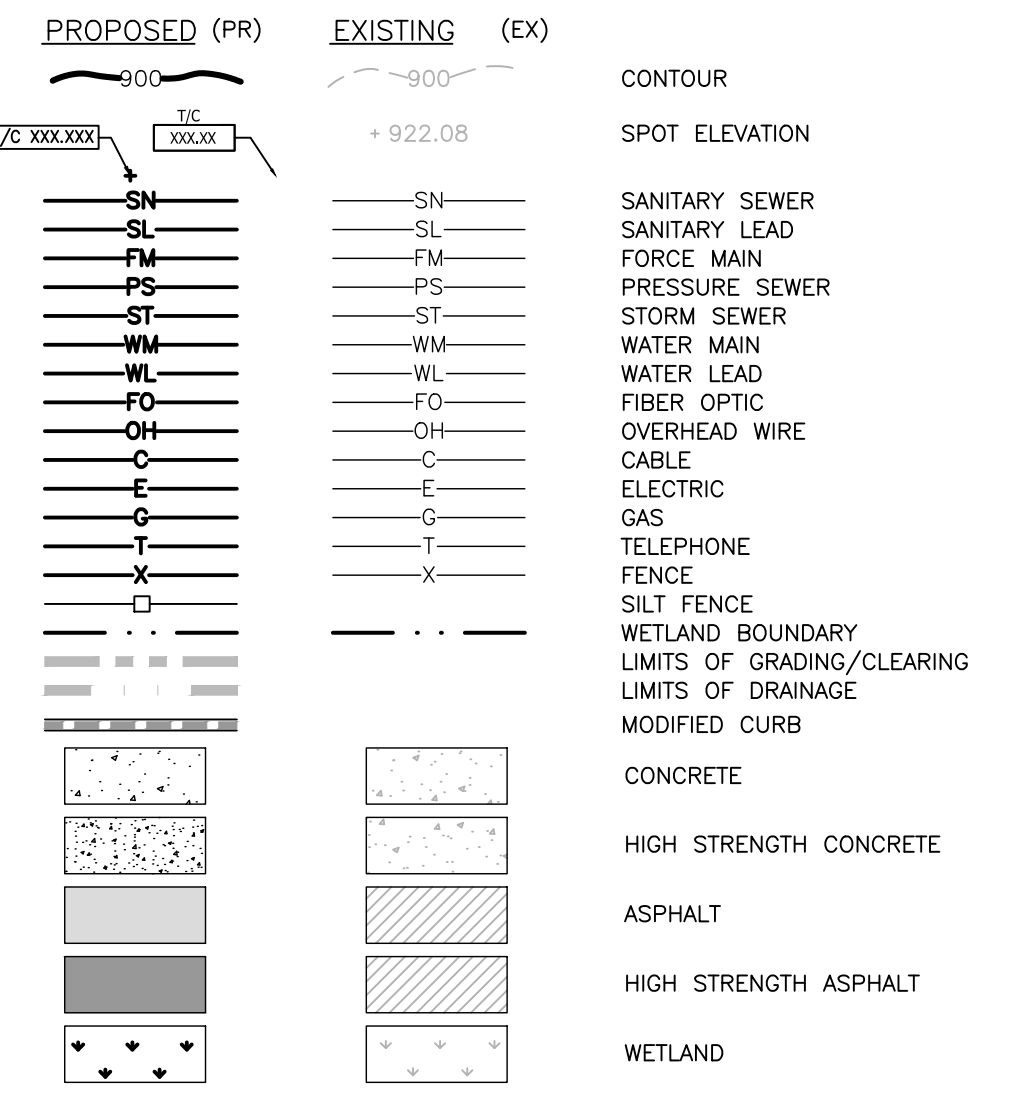 PROPOSED (PR) EXISTING (EX)
900 900 CONTOUR
T/C
/C XXX.XXX XXX.XX + 922.08 SPOT ELEVATION
SN SN SANITARY SEWER
SL SL SANITARY LEAD
FM FM FORCE MAIN
PS PS PRESSURE SEWER
ST ST STORM SEWER
WM WM WATER MAIN
WL WL WATER LEAD
FO FO FIBER OPTIC
OH OH OVERHEAD WIRE
C C CABLE
E E ELECTRIC
G G GAS
T T TELEPHONE
X X FENCE
SILT FENCE
WETLAND BOUNDARY
LIMITS OF GRADING/CLEARING
LIMITS OF DRAINAGE
MODIFIED CURB
CONCRETE
HIGH STRENGTH CONCRETE
ASPHALT
HIGH STRENGTH ASPHALT
WETLAND